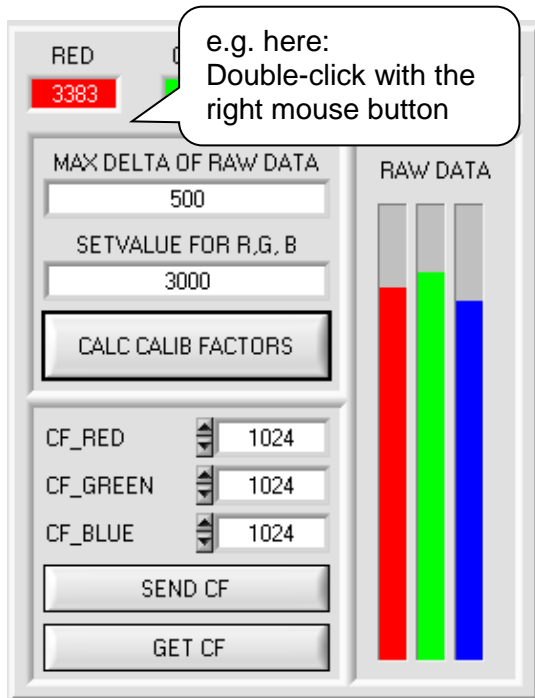 RED
e.g. here:
Double-click with the
right mouse button
3383
MAX DELTA OF RAW DATA
500
SETVALUE FOR R,G, B
3000
CALC CALIB FACTORS
RAW DATA
CF_RED 1024
CF_GREEN 1024
CF_BLUE 1024
SEND CF
GET CF